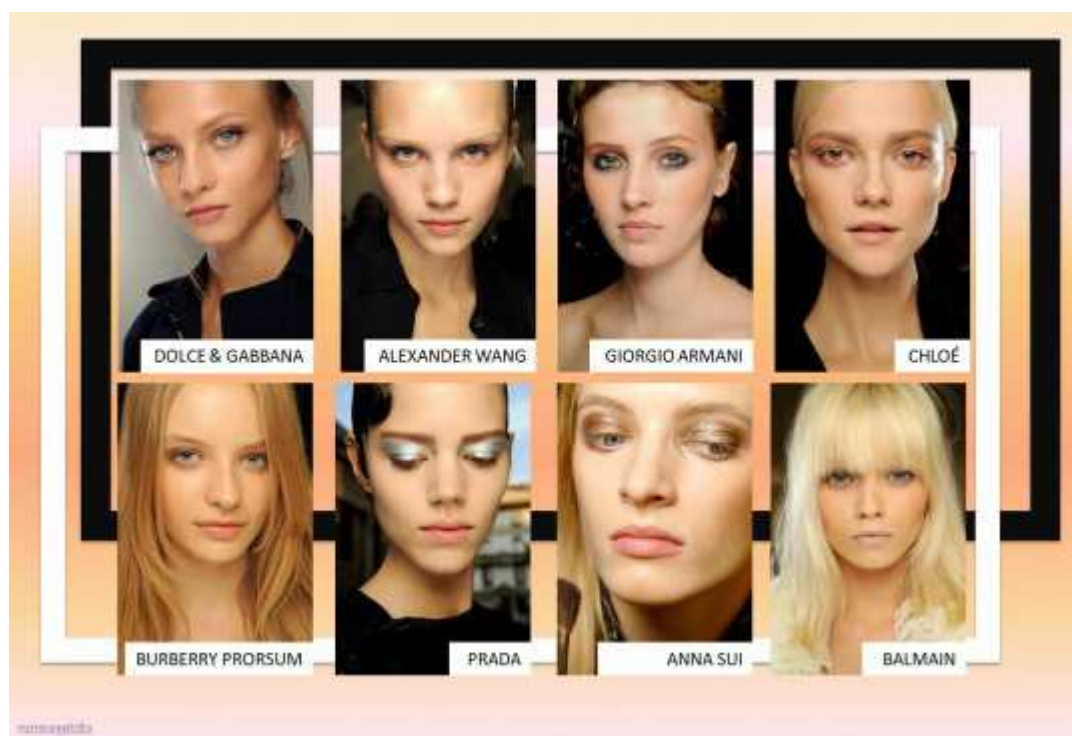 DOLCE & GABBANA
ALEXANDER WANG
GIORGIO ARMANI
CHLOÉ
BURBERRY PRORSUM
PRADA
ANNA SUI
BALMAIN